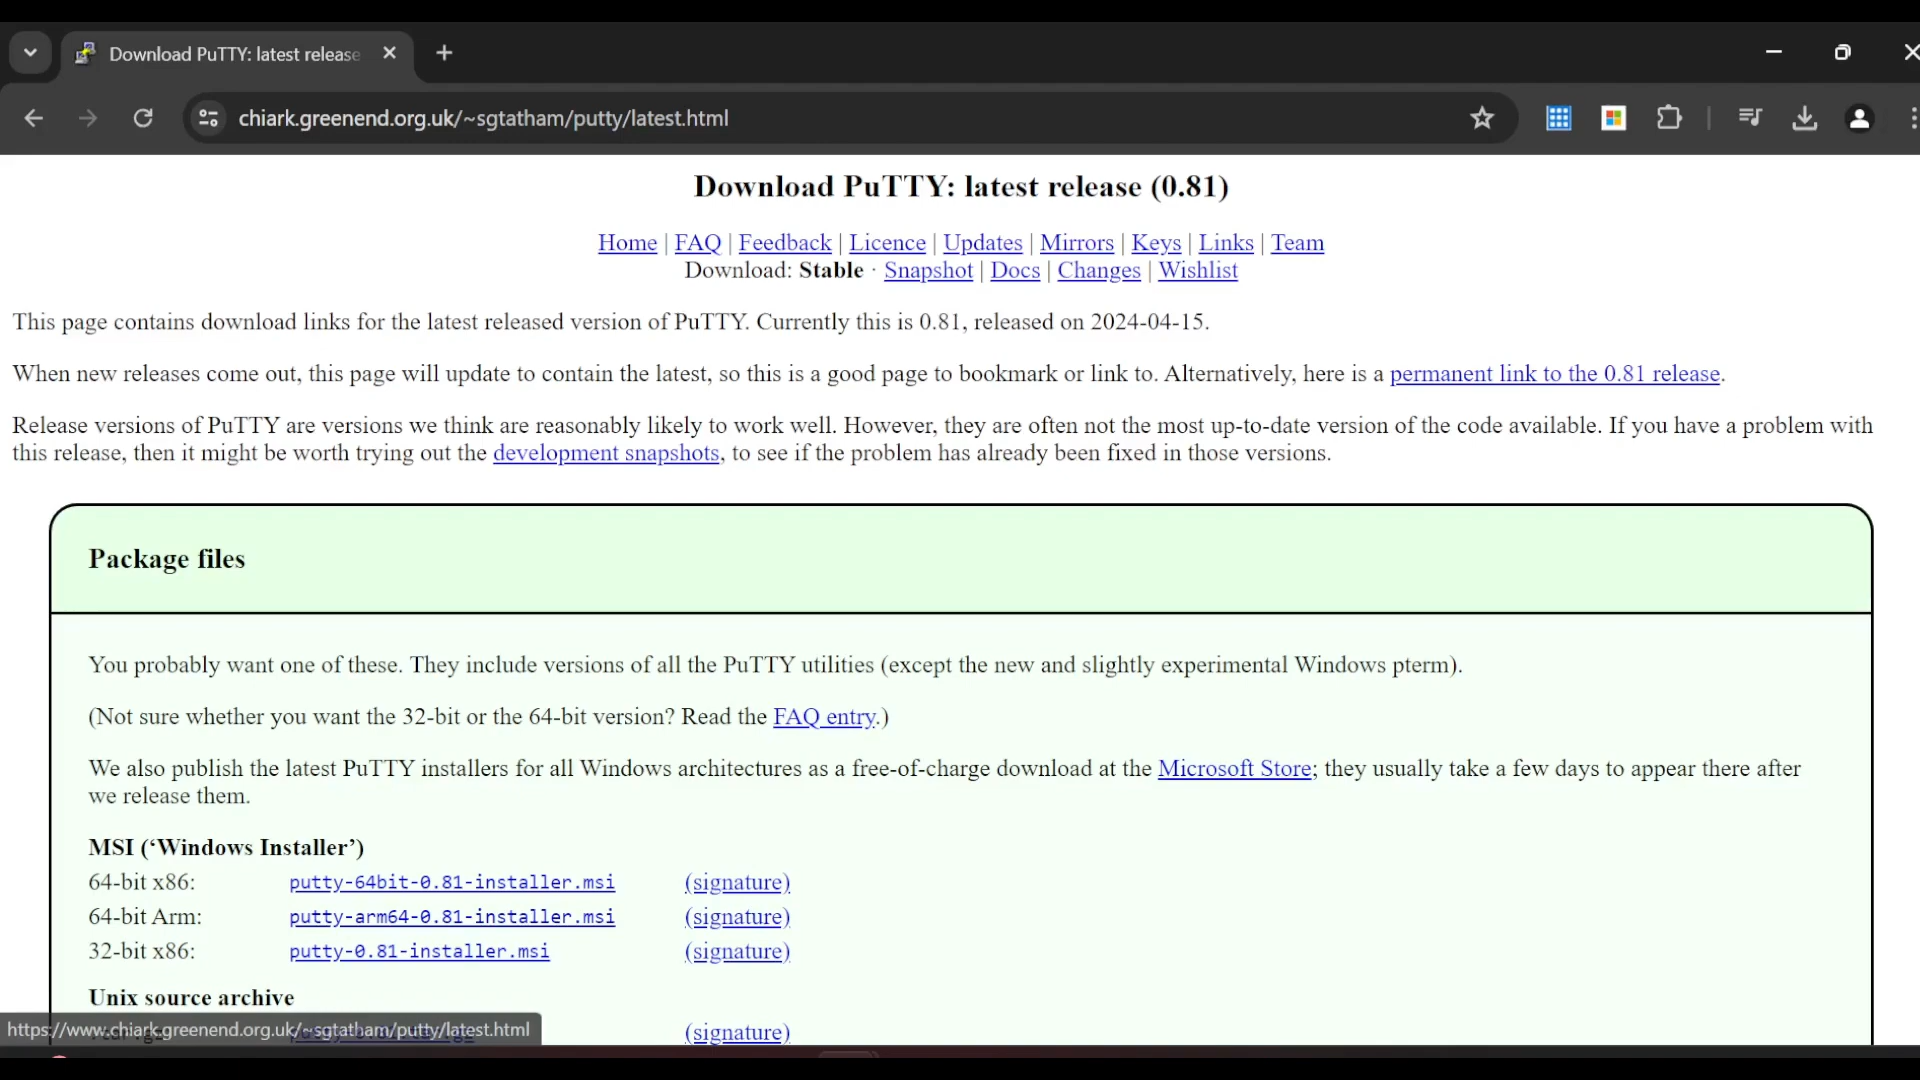 Download PuTTY: latest release
chiark.greenend.org.uk/~sgtatham/putty/latest.html
Download PuTTY: latest release (0.81)
Home | FAQ | Feedback | Licence | Updates | Mirrors | Keys | Links | Team
Download: Stable · Snapshot | Docs | Changes | Wishlist
This page contains download links for the latest released version of PuTTY. Currently this is 0.81, released on 2024-04-15.
When new releases come out, this page will update to contain the latest, so this is a good page to bookmark or link to. Alternatively, here is a permanent link to the 0.81 release.
Release versions of PuTTY are versions we think are reasonably likely to work well. However, they are often not the most up-to-date version of the code available. If you have a problem with
this release, then it might be worth trying out the development snapshots, to see if the problem has already been fixed in those versions.
Package files
You probably want one of these. They include versions of all the PuTTY utilities (except the new and slightly experimental Windows pterm).
(Not sure whether you want the 32-bit or the 64-bit version? Read the FAQ entry.)
We also publish the latest PuTTY installers for all Windows architectures as a free-of-charge download at the Microsoft Store; they usually take a few days to appear there after
we release them.
MSI (‘Windows Installer’)
64-bit x86: putty-64bit-0.81-installer.msi (signature)
64-bit Arm: putty-arm64-0.81-installer.msi (signature)
32-bit x86: putty-0.81-installer.msi (signature)
Unix source archive
(signature)
https://www.chiark.greenend.org.uk/~sgtatham/putty/latest.html